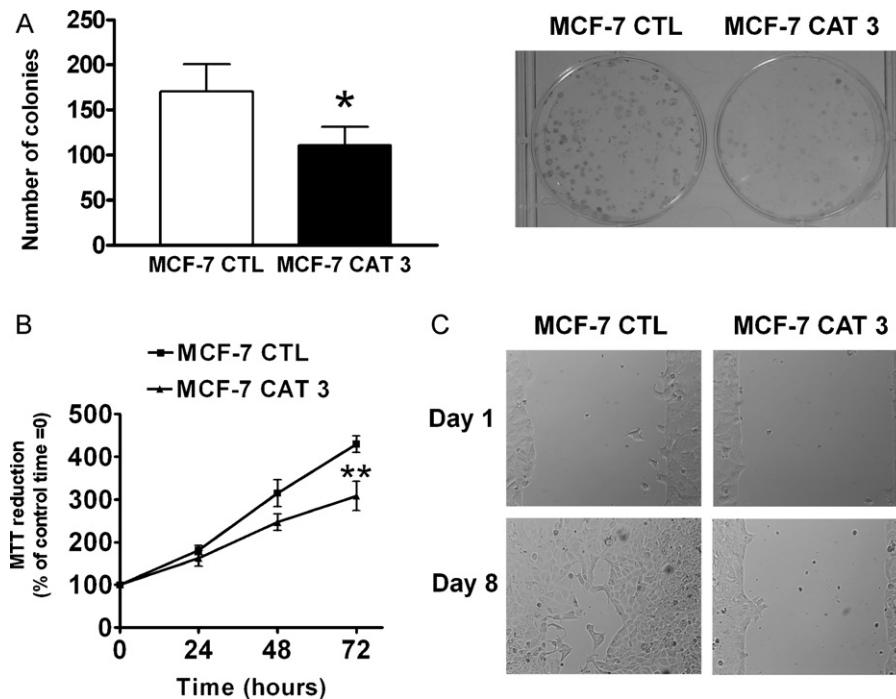 A
Number of colonies
250
200
150
100
50
0
*
MCF-7 CTL
MCF-7 CAT 3
MCF-7 CTL
MCF-7 CAT 3
B
MCF-7 CTL
MCF-7 CAT 3
MTT reduction
(% of control time =0)
500
400
300
200
100
0
**
0
24
48
72
Time (hours)
C
MCF-7 CTL
MCF-7 CAT 3
Day 1
Day 8